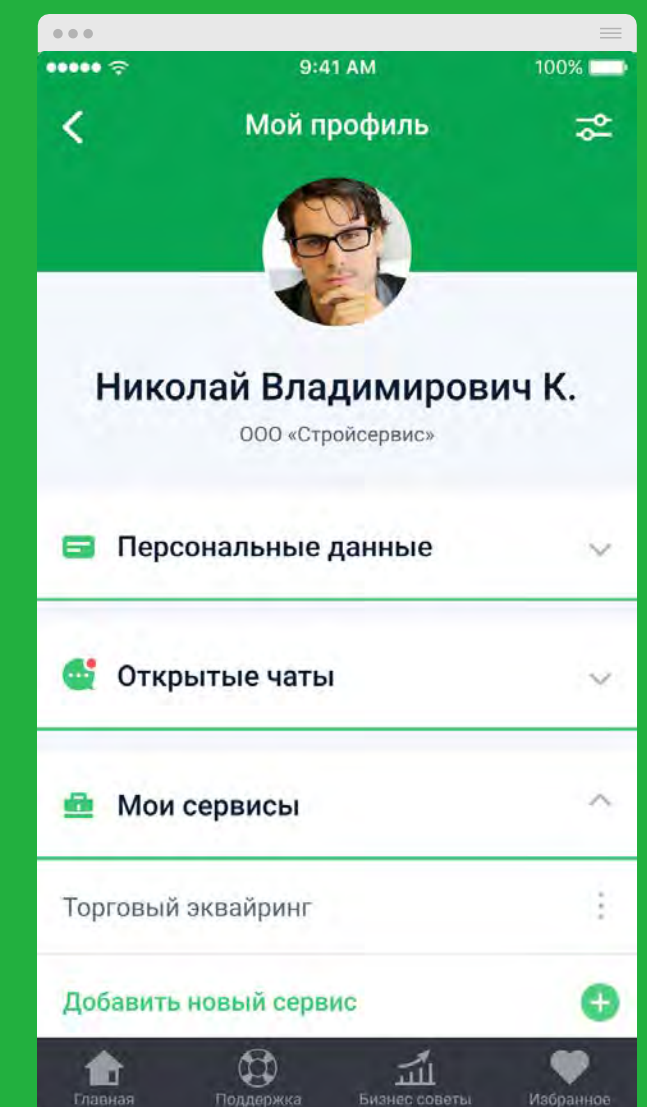 9:41 AM 100%
Мой профиль
Николай Владимирович К.
ООО «Стройсервис»
Персональные данные
Открытые чаты
Мои сервисы
Торговый эквайринг
Добавить новый сервис
Главная Поддержка Бизнес советы Избранное